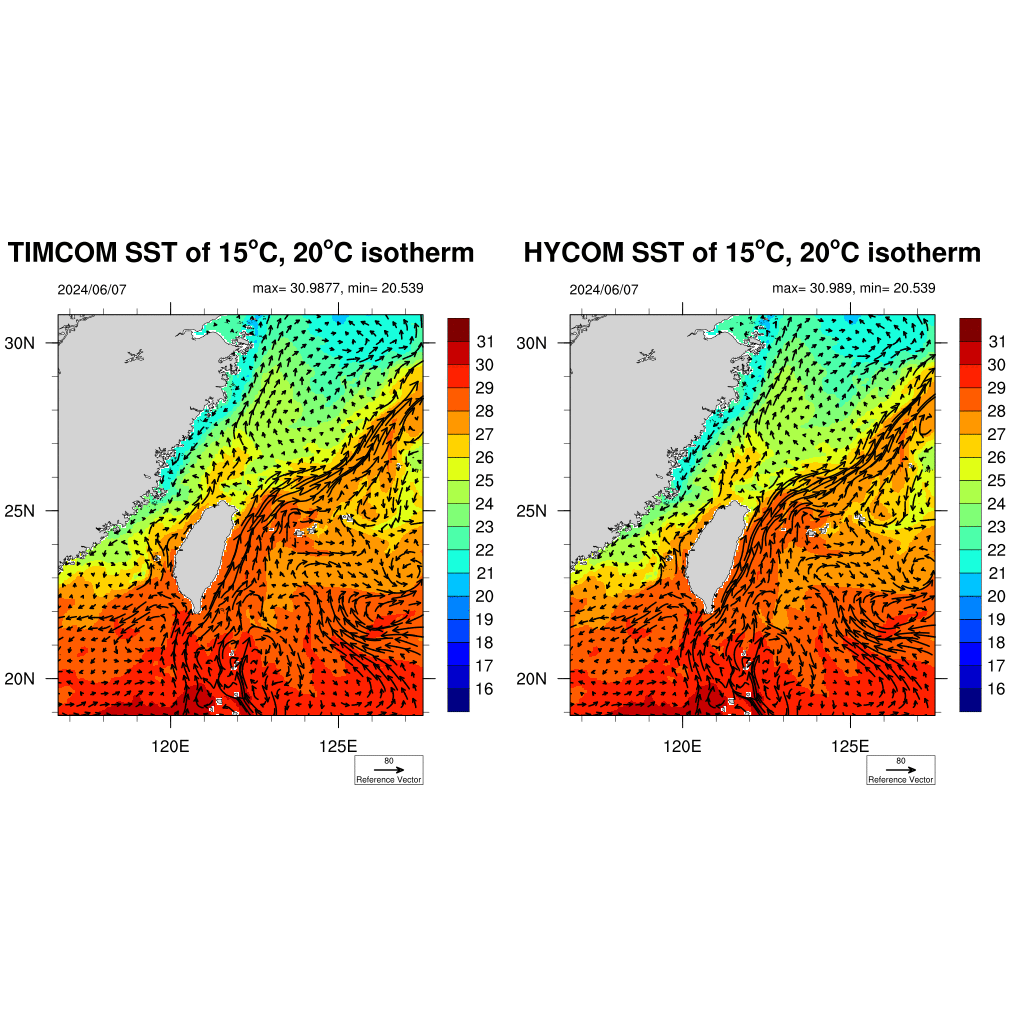 TIMCOM SST of 15°C, 20°C isotherm
2024/06/07 max= 30.9877, min= 20.539
30N
25N
20N
120E 125E
31
30
29
28
27
26
25
24
23
22
21
20
19
18
17
16
80
Reference Vector
HYCOM SST of 15°C, 20°C isotherm
2024/06/07 max= 30.989, min= 20.539
30N
25N
20N
120E 125E
31
30
29
28
27
26
25
24
23
22
21
20
19
18
17
16
80
Reference Vector